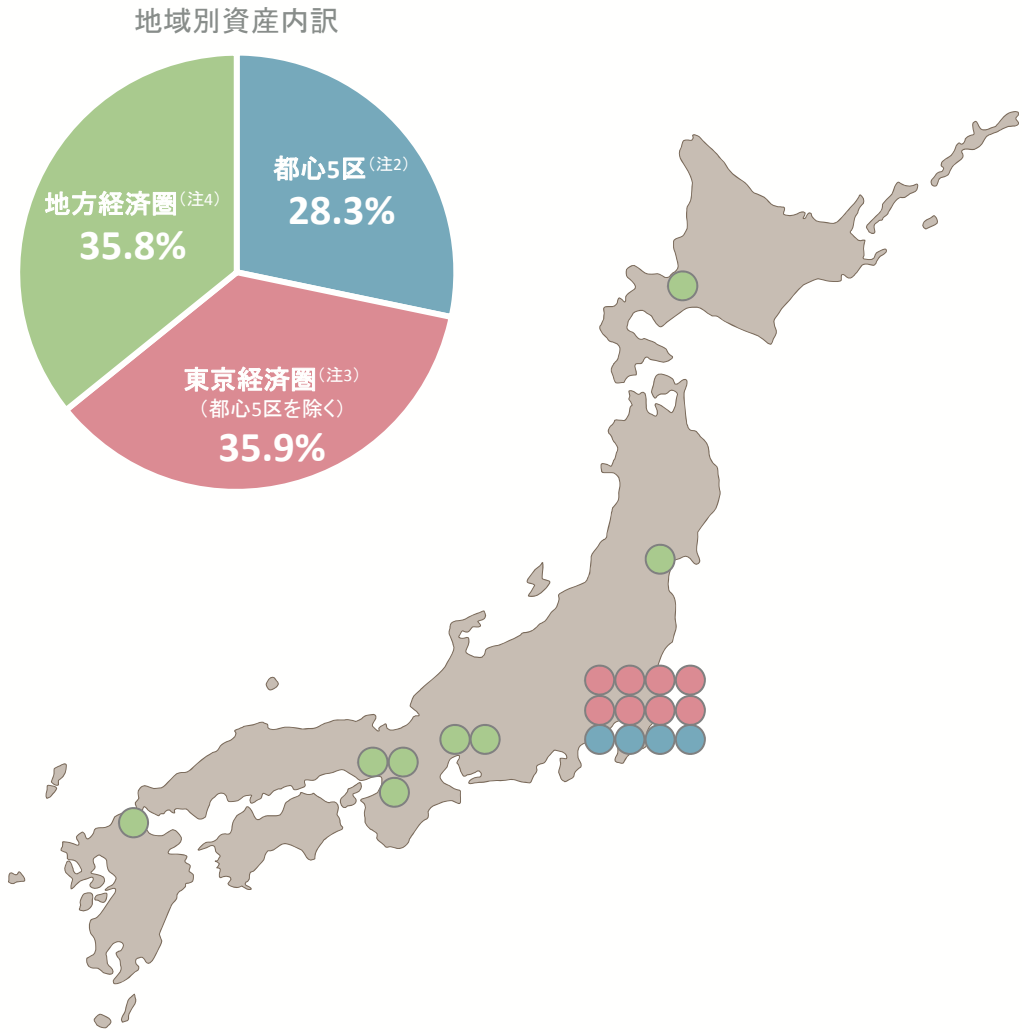 地域別資産内訳
都心5区（注2）
28.3%
地方経済圏（注4）
35.8%
東京経済圏（注3）
（都心5区を除く）
35.9%